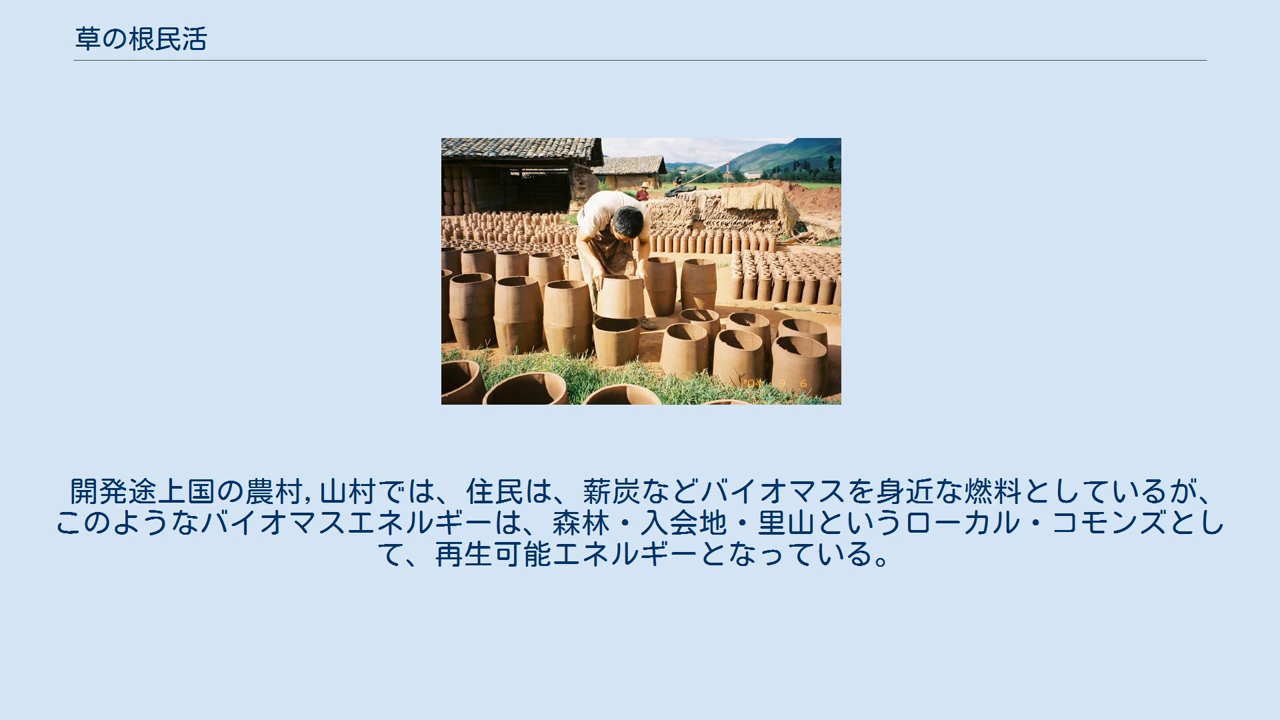 草の根民活
'04 9 6
開発途上国の農村, 山村では、住民は、薪炭などバイオマスを身近な燃料としているが、
このようなバイオマスエネルギーは、森林・入会地・里山というローカル・コモンズとし
て、再生可能エネルギーとなっている。